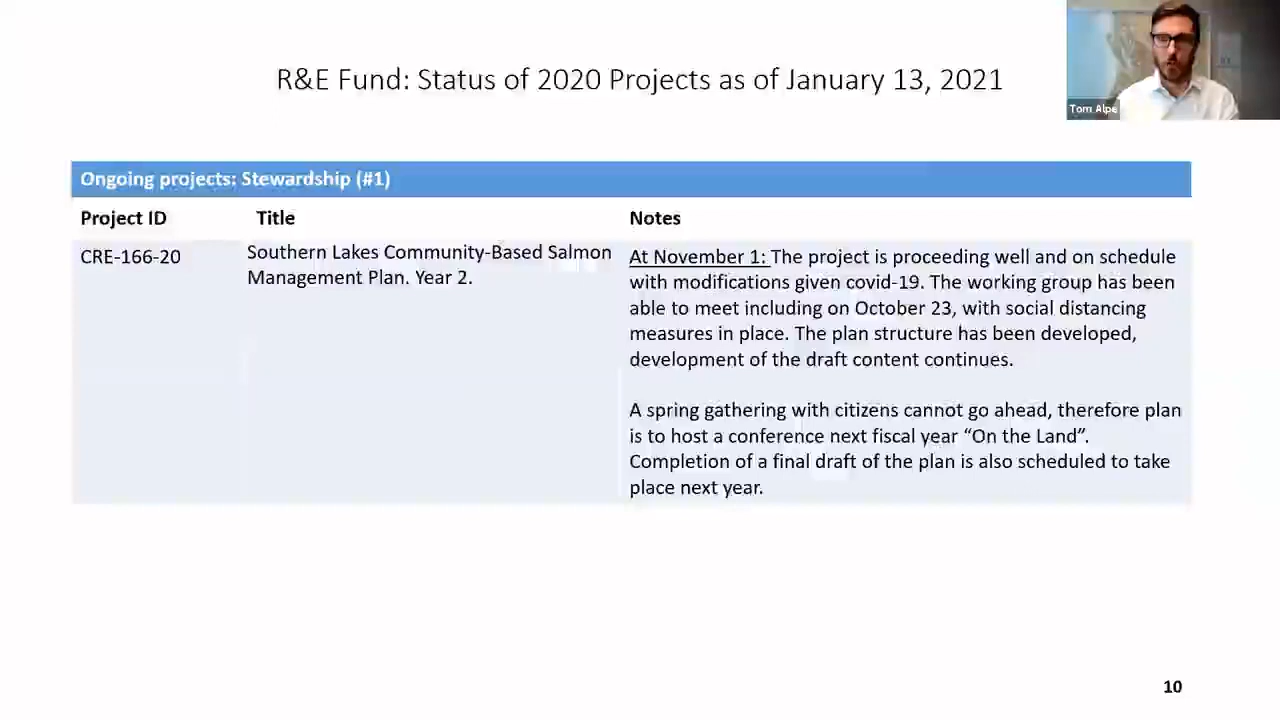 R&E Fund: Status of 2020 Projects as of January 13, 2021
Tom Alpe
Ongoing projects: Stewardship (#1)
Project ID
Title
Notes
CRE-166-20
Southern Lakes Community-Based Salmon
Management Plan. Year 2.
At November 1: The project is proceeding well and on schedule
with modifications given covid-19. The working group has been
able to meet including on October 23, with social distancing
measures in place. The plan structure has been developed,
development of the draft content continues.
A spring gathering with citizens cannot go ahead, therefore plan
is to host a conference next fiscal year “On the Land”.
Completion of a final draft of the plan is also scheduled to take
place next year.
10